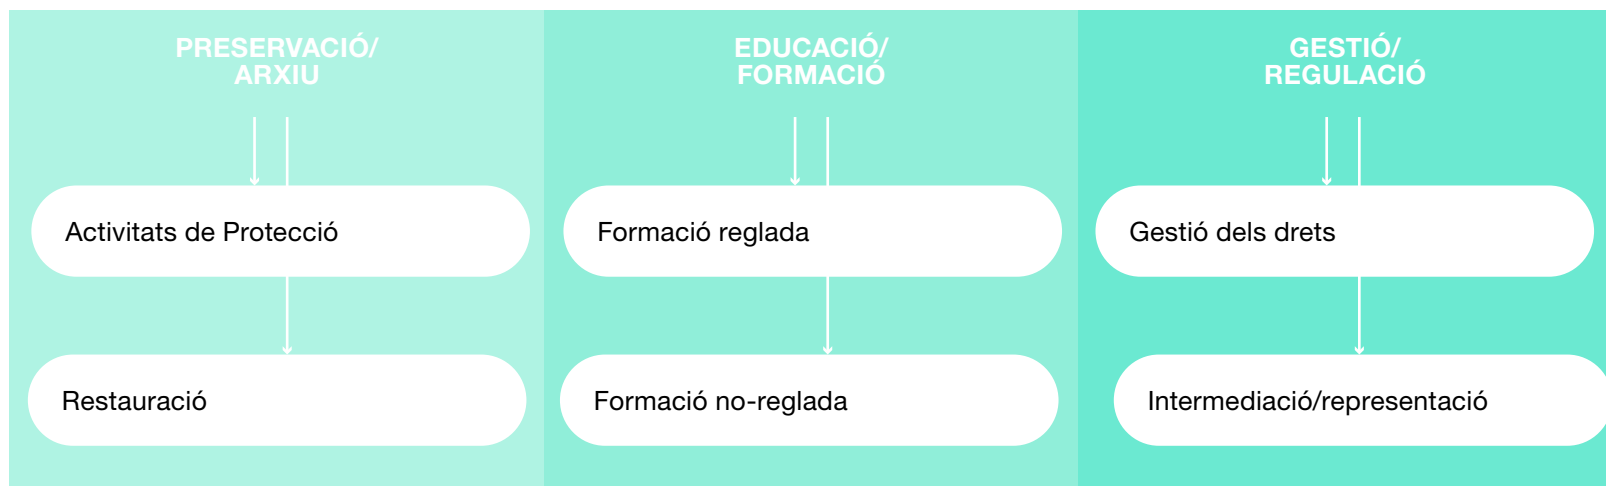 PRESERVACIÓ/
ARXIU
EDUCACIÓ/
FORMACIÓ
GESTIÓ/
REGULACIÓ
Activitats de Protecció
Formació reglada
Gestió dels drets
Restauració
Formació no-reglada
Intermediació/representació